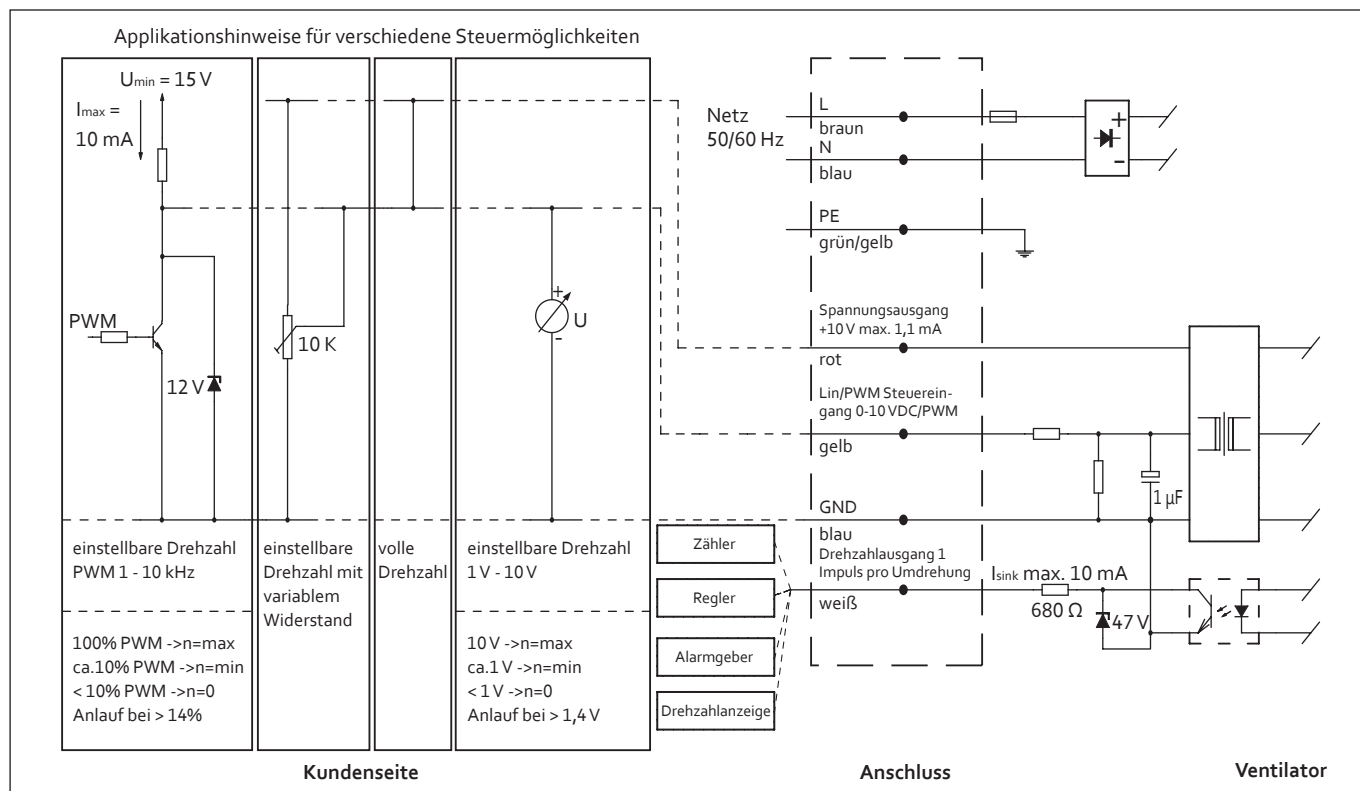 Applikationshinweise für verschiedene Steuermöglichkeiten
Umin = 15 V
Imax =
10 mA
PWM
12 V
10 K
+
U
-
einstellbare Drehzahl
PWM 1 - 10 kHz
100% PWM ->n=max
ca.10% PWM ->n=min
< 10% PWM ->n=0
Anlauf bei > 14%
einstellbare
Drehzahl mit
variablem
Widerstand
volle
Drehzahl
einstellbare Drehzahl
1 V - 10 V
10 V ->n=max
ca.1 V ->n=min
< 1 V ->n=0
Anlauf bei > 1,4 V
Kundenseite
Zähler
Regler
Alarmgeber
Drehzahlanzeige
Netz
50/60 Hz
L
braun
N
blau
PE
grün/gelb
Spannungsausgang
+10 V max. 1,1 mA
rot
Lin/PWM Steuerein-
gang 0-10 VDC/PWM
gelb
GND
blau
Drehzahlausgang 1
Impuls pro Umdrehung
weiß
Anschluss
+
-
1 µF
Isink max. 10 mA
680 Ω
47 V
Ventilator